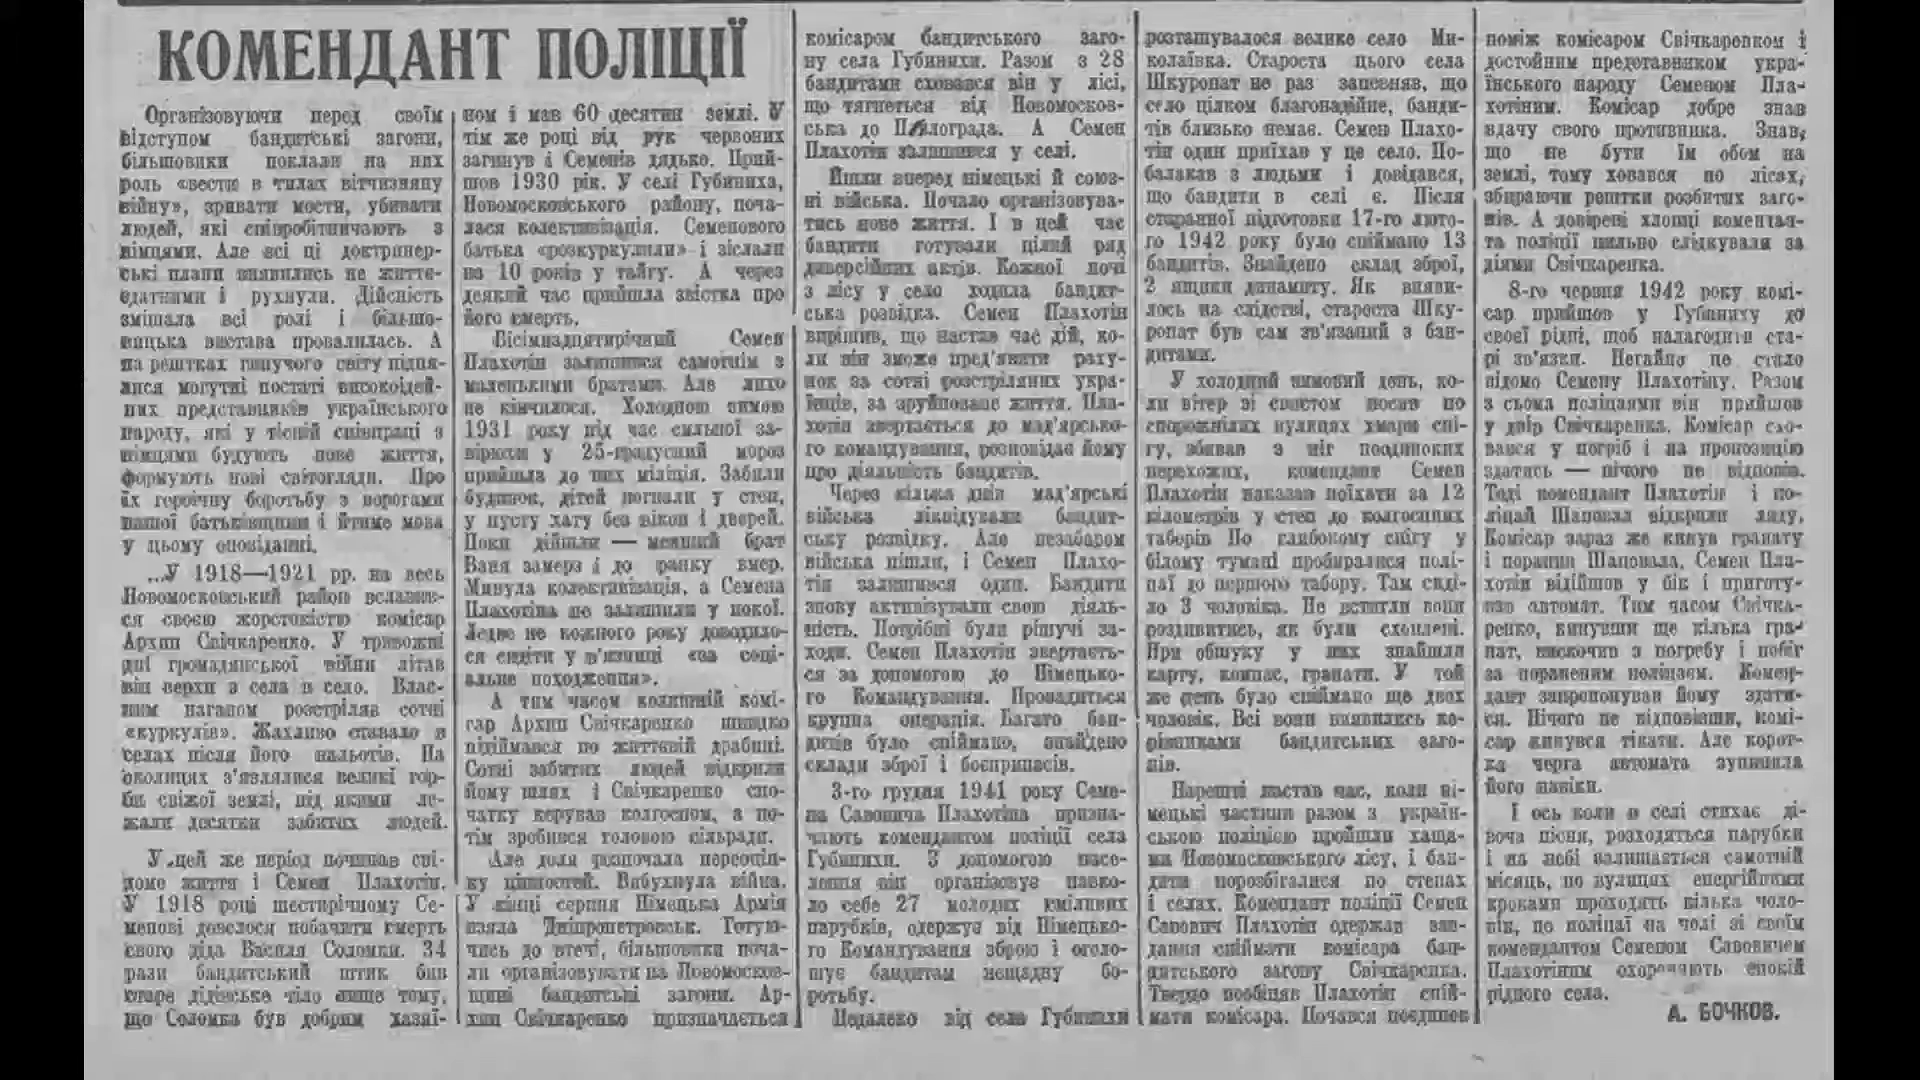 КОМЕНДАНТ ПОЛІЦІЇ
Організовуючи перед своїм
відступом бандитські загони,
більшовики поклали на них
роль «вести в тилах вітчизняну
війну», зривати мости, убивати
людей, які співробітничають з
німцями. Але всі ці доктринер-
ські плани виявились не життє-
здатними і рухнули. Дійсність
змішала всі ролі і більшо-
вицька вистава провалилась. А
на рештках гинучого світу підня-
лися могутні постаті високоідей-
них представників українського
народу, які у тісній співпраці з
німцями будують нове життя,
формують нові світогляди. Про
їх героїчну боротьбу з ворогами
нашої батьківщини і йтиме мова
у цьому оповіданні.
...У 1918—1921 рр. на весь
Новомосковський район вславив-
ся своєю жорстокістю комісар
Архип Свічкаренко. У тривожні
дні громадянської війни літав
він верхи з села в село. Влас-
ним наганом розстріляв сотні
«куркулів». Жахливо ставало в
селах після його нальотів. На
околицях з'являлися великі гор-
би свіжої землі, під якими ле-
жали десятки забитих людей.
У цей же період починав сві-
доме життя і Семен Плахотін.
У 1918 році шестирічному Се-
менові довелося побачити смерть
свого діда Василя Соломки. 34
рази бандитський штик бив
старе дідівське тіло лише тому,
що Соломка був добрим хазяї-
ном і мав 60 десятин землі. У
тім же році від рук червоних
загинув і Семенів дядько. Прий-
шов 1930 рік. У селі Губиниха,
Новомосковського району, поча-
лася колективізація. Семенового
батька «розкуркулили» і зіслали
на 10 років у тайгу. А через
деякий час прийшла звістка про
його смерть.
Вісімнадцятирічний Семен
Плахотін залишився самотнім з
маленькими братами. Але лихо
не кінчилося. Холодною зимою
1931 року під час сильної за-
вірюхи у 25-градусний мороз
прийшла до них міліція. Забили
будинок, дітей погнали у степ,
у пусту хату без вікон і дверей.
Поки дійшли — менший брат
Ваня замерз і до ранку вмер.
Минула колективізація, а Семена
Плахотіна не залишили у покої.
Ледве не кожного року доводило-
ся сидіти у в'язниці «за соці-
альне походження».
А тим часом колишній комі-
сар Архип Свічкаренко швидко
підіймався по життєвій драбині.
Сотні забитих людей відкрили
йому шлях і Свічкаренко спо-
чатку керував колгоспом, а по-
тім зробився головою сільради.
Але доля розпочала переоцін-
ку цінностей. Вибухнула війна.
У кінці серпня Німецька Армія
взяла Дніпропетровськ. Готую-
чись до втечі, більшовики поча-
ли організовувати на Новомосков-
щині бандитські загони. Ар-
хип Свічкаренко призначається
комісаром бандитського заго-
ну села Губинихи. Разом з 28
бандитами сховався він у лісі,
що тягнеться від Новомосков-
ська до Павлограда. А Семен
Плахотін залишився у селі.
Йшли вперед німецькі й союз-
ні війська. Почало організовува-
тись нове життя. І в цей час
бандити готували цілий ряд
диверсійних актів. Кожної ночі
з лісу у село ходила бандит-
ська розвідка. Семен Плахотін
вирішив, що настав час дій, ко-
ли він зможе пред'явити раху-
нок за сотні розстріляних укра-
їнців, за зруйноване життя. Пла-
хотін звертається до мад'ярсько-
го командування, розповідає йому
про діяльність бандитів.
Через кілька днів мад'ярські
війська ліквідували бандит-
ську розвідку. Але незабаром
війська пішли, і Семен Плахо-
тін залишився один. Бандити
знову активізували свою діяль-
ність. Потрібні були рішучі за-
ходи. Семен Плахотін звертаєть-
ся за допомогою до Німецько-
го Командування. Провадиться
крупна операція. Багато бан-
дитів було спіймано, знайдено
склади зброї і боєприпасів.
3-го грудня 1941 року Семе-
на Савовича Плахотіна призна-
чають комендантом поліції села
Губинихи. З допомогою насе-
лення він організовує навко-
ло себе 27 молодих кмітливих
парубків, одержує від Німецько-
го Командування зброю і оголо-
шує бандитам нещадну бо-
ротьбу.
Недалеко від села Губинихи
розташувалося велике село Ми-
колаївка. Староста цього села
Шкуропат не раз запевняв, що
село цілком благонадійне, банди-
тів близько немає. Семен Плахо-
тін один приїхав у це село. По-
балакав з людьми і довідався,
що бандити в селі є. Після
старанної підготовки 17-го люто-
го 1942 року було спіймано 13
бандитів. Знайдено склад зброї,
2 ящики динаміту. Як вияви-
лось на слідстві, староста Шку-
ропат був сам зв'язаний з бан-
дитами.
У холодний зимовий день, ко-
ли вітер зі свистом носив по
спорожнілих вулицях хмари сні-
гу, збивав з ніг поодиноких
перехожих, комендант Семен
Плахотін наказав поїхати за 12
кілометрів у степ до колгоспних
таборів По глибокому снігу у
білому тумані пробиралися полі-
цаї до першого табору. Там сиді-
ло 3 чоловіка. Не встигли вони
роздивитись, як були схоплені.
При обшуку у них знайшли
карту, компас, гранати. У той
же день було спіймано ще двох
чоловік. Всі вони виявились ке-
рівниками бандитських заго-
нів.
Нарешті настав час, коли ні-
мецькі частини разом з україн-
ською поліцією пройшли хаща-
ми Новомосковського лісу, і бан-
дити порозбігалися по степах
і селах. Комендант поліції Семен
Савович Плахотін одержав зав-
дання спіймати комісара бан-
дитського загону Свічкаренка.
Твердо пообіцяв Плахотін спій-
мати комісара. Почався поєдинок
поміж комісаром Свічкаренком і
достойним представником укра-
їнського народу Семеном Пла-
хотіним. Комісар добре знав
вдачу свого противника. Знав,
що не бути їм обом на
землі, тому ховався по лісах,
збираючи рештки розбитих заго-
нів. А довірені хлопці комендан-
та поліції пильно слідкували за
діями Свічкаренка.
8-го червня 1942 року комі-
сар прийшов у Губиниху до
своєї рідні, щоб налагодити ста-
рі зв'язки. Негайно це стало
відомо Семену Плахотіну. Разом
з сьома поліцаями він прийшов
у двір Свічкаренка. Комісар схо-
вався у погріб і на пропозицію
здатись — нічого не відповів.
Тоді комендант Плахотін і по-
ліцай Шаповал відкрили ляду.
Комісар зараз же кинув гранату
і поранив Шаповала. Семен Пла-
хотін відійшов у бік і приготу-
вав автомат. Тим часом Свічка-
ренко, кинувши ще кілька гра-
нат, вискочив з погребу і побіг
за пораненим поліцаєм. Комен-
дант запропонував йому здати-
ся. Нічого не відповівши, комі-
сар кинувся тікати. Але корот-
ка черга автомата зупинила
його навіки.
І ось коли в селі стихає ді-
воча пісня, розходяться парубки
і на небі залишається самотній
місяць, по вулицях енергійними
кроками проходять кілька чоло-
вік, це поліцаї на чолі зі своїм
комендантом Семеном Савовичем
Плахотіним охороняють спокій
рідного села.
А. БОЧКОВ.